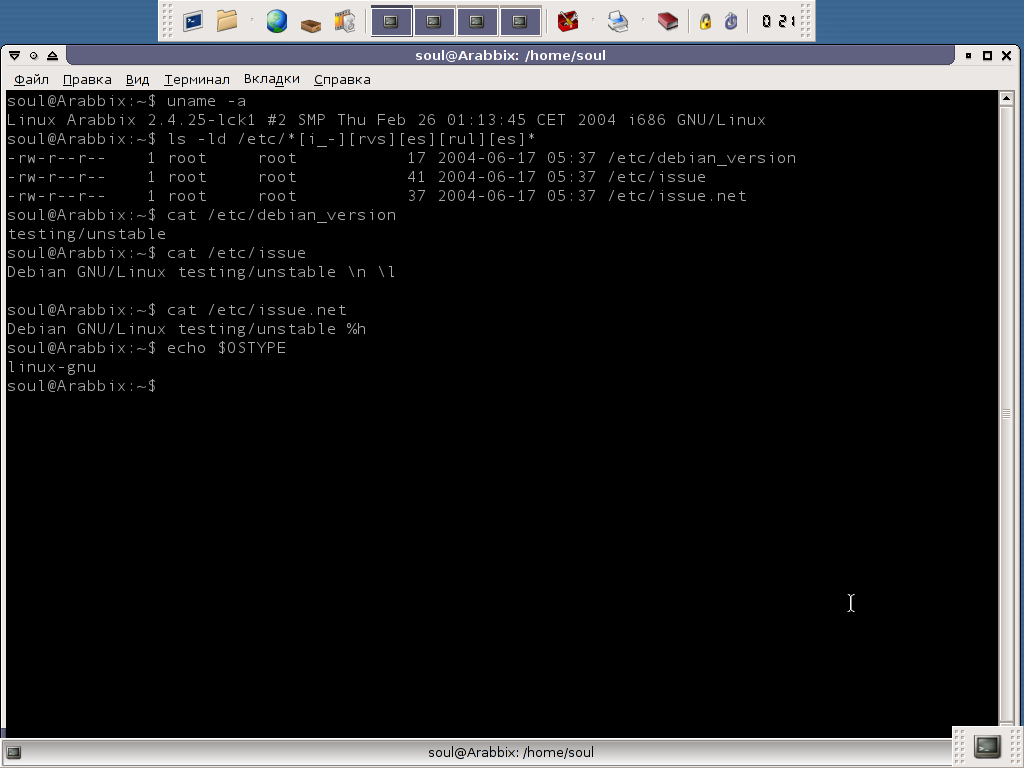 0 21
soul@Arabbix: /home/soul
Файл Правка Вид Терминал Вкладки Справка
soul@Arabbix:~$ uname -a
Linux Arabbix 2.4.25-lck1 #2 SMP Thu Feb 26 01:13:45 CET 2004 i686 GNU/Linux
soul@Arabbix:~$ ls -ld /etc/*[i_-][rvs][es][rul][es]*
-rw-r--r--    1 root     root           17 2004-06-17 05:37 /etc/debian_version
-rw-r--r--    1 root     root           41 2004-06-17 05:37 /etc/issue
-rw-r--r--    1 root     root           37 2004-06-17 05:37 /etc/issue.net
soul@Arabbix:~$ cat /etc/debian_version
testing/unstable
soul@Arabbix:~$ cat /etc/issue
Debian GNU/Linux testing/unstable \n \l
soul@Arabbix:~$ cat /etc/issue.net
Debian GNU/Linux testing/unstable %h
soul@Arabbix:~$ echo $OSTYPE
linux-gnu
soul@Arabbix:~$
soul@Arabbix: /home/soul